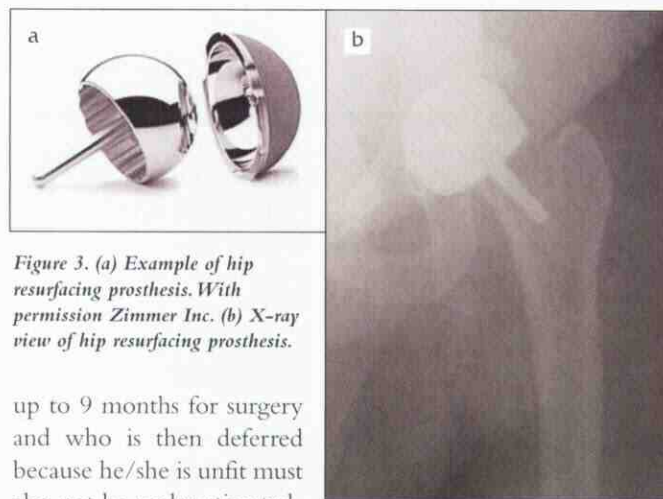 a
b
Figure 3. (a) Example of hip
resurfacing prosthesis. With
permission Zimmer Inc. (b) X-ray
view of hip resurfacing prosthesis.
up to 9 months for surgery
and who is then deferred
because he/she is unfit must